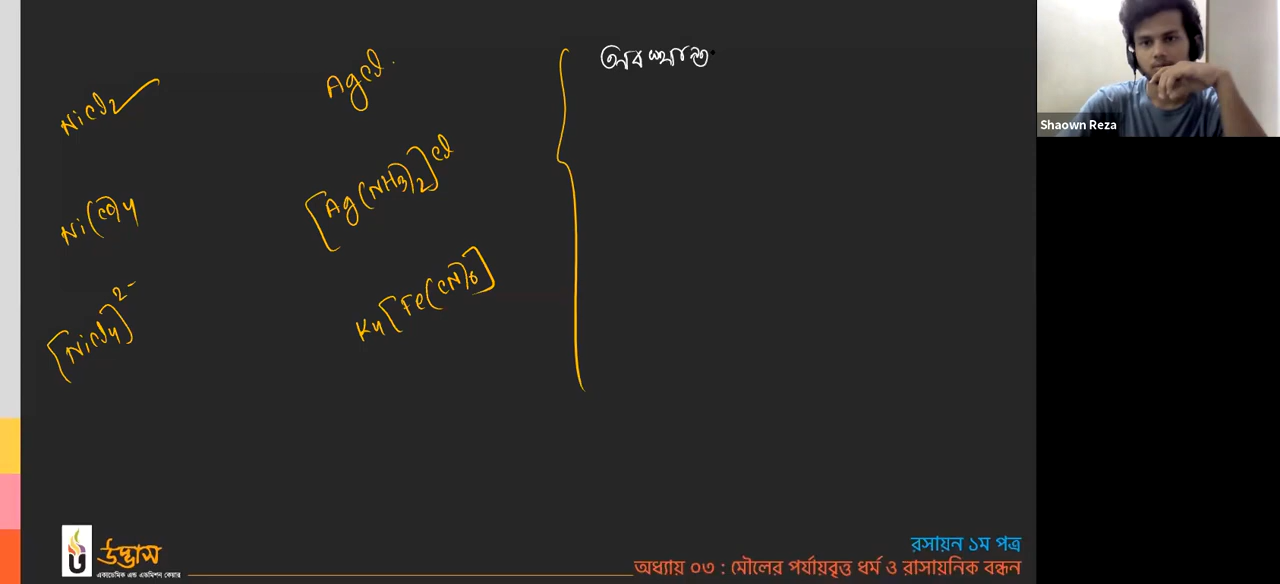 NiCl2
Ni(CO)4
[NiCl4]2-
AgCl
[Ag(NH3)2]Cl
K4[Fe(CN)6]
অবস্থান্ত
Shaown Reza
উদ্ভাস
একাডেমিক এন্ড এডমিশন কেয়ার
রসায়ন ১ম পত্র
অধ্যায় ০৩ : মৌলের পর্যায়বৃত্ত ধর্ম ও রাসায়নিক বন্ধন